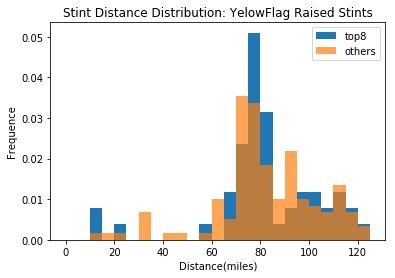 Stint Distance Distribution: YelowFlag Raised Stints
top8
others
Frequence
0.05
0.04
0.03
0.02
0.01
0.00
0 20 40 60 80 100 120
Distance(miles)